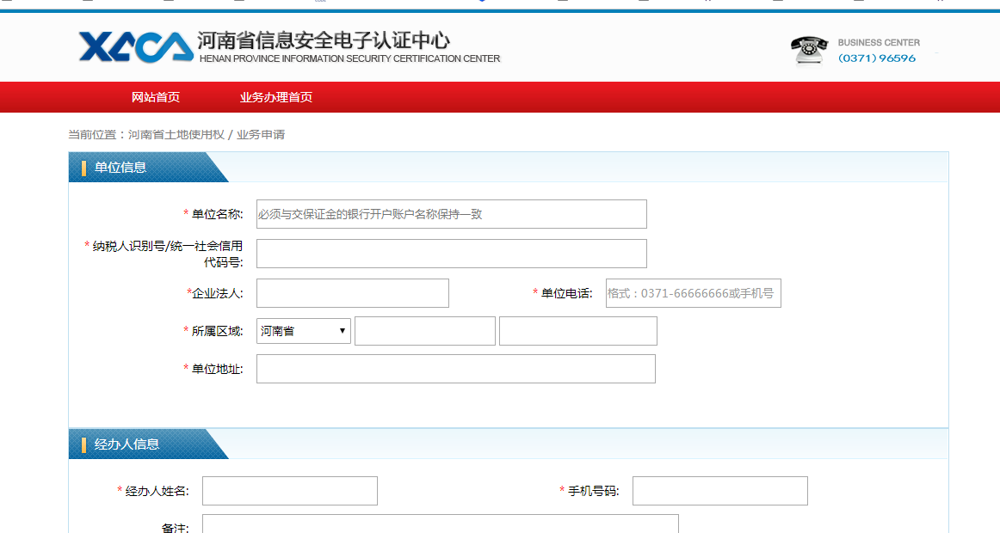 XACA 河南省信息安全电子认证中心
HENAN PROVINCE INFORMATION SECURITY CERTIFICATION CENTER
BUSINESS CENTER
(0371) 96596
网站首页 业务办理首页
当前位置：河南省土地使用权 / 业务申请
单位信息
* 单位名称: 必须与交保证金的银行开户账户名称保持一致
* 纳税人识别号/统一社会信用
代码号:
*企业法人: * 单位电话: 格式：0371-66666666或手机号
* 所属区域: 河南省
* 单位地址:
经办人信息
* 经办人姓名: * 手机号码:
备注: